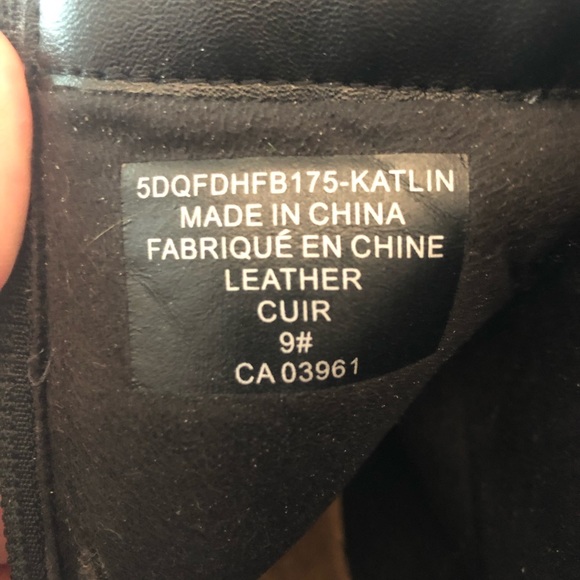 5DQFDHFB175-KATLIN
MADE IN CHINA
FABRIQUÉ EN CHINE
LEATHER
CUIR
9#
CA 03961